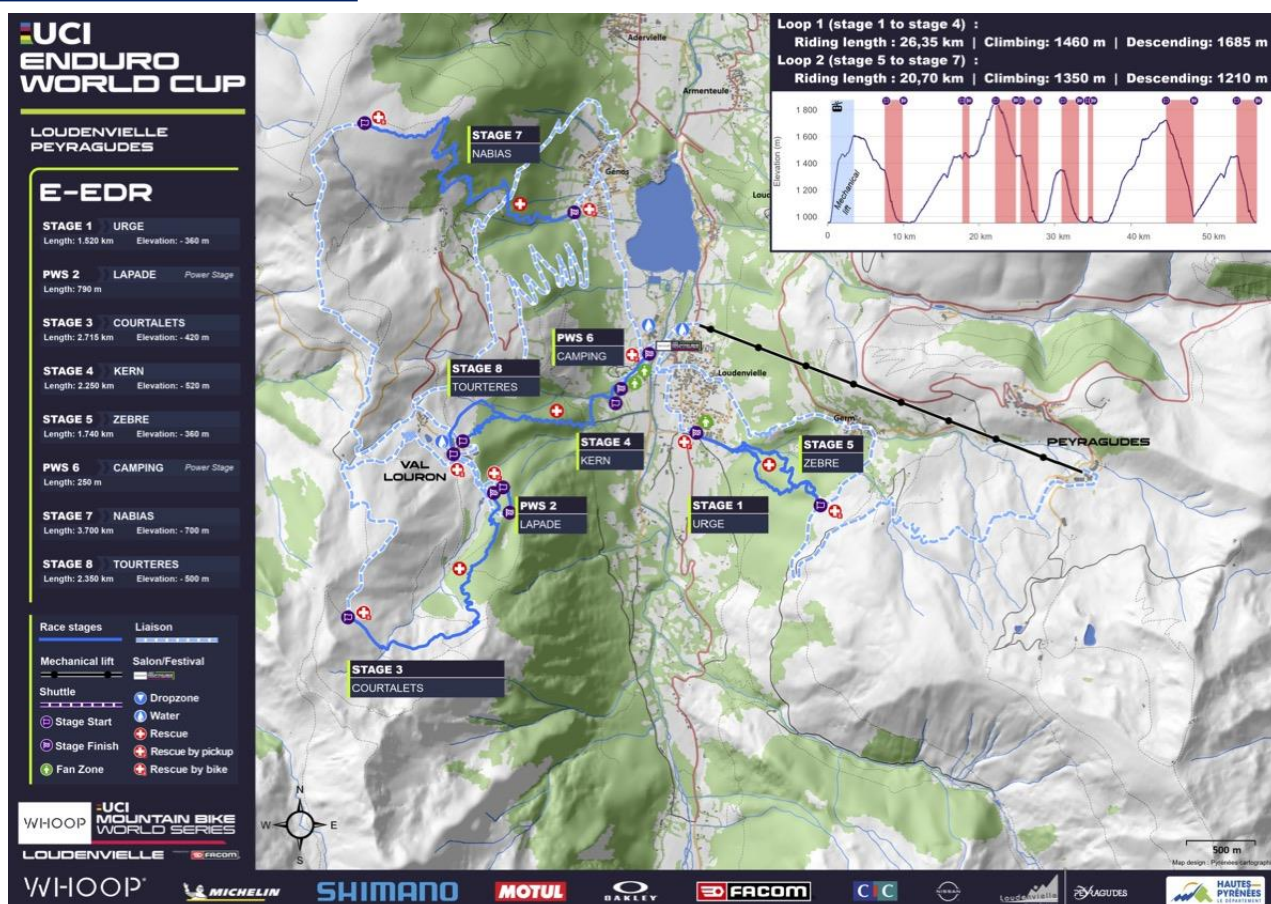 UCI
ENDURO
WORLD CUP
LOUDENVIELLE
PEYRAGUDES
E-EDR
STAGE 1 URGE
Length: 1.520 km Elevation: - 360 m
PWS 2 LAPADE Power Stage
Length: 790 m
STAGE 3 COURTALETS
Length: 2.715 km Elevation: - 420 m
STAGE 4 KERN
Length: 2.250 km Elevation: - 520 m
STAGE 5 ZEBRE
Length: 1.740 km Elevation: - 360 m
PWS 6 CAMPING Power Stage
Length: 250 m
STAGE 7 NABIAS
Length: 3.700 km Elevation: - 700 m
STAGE 8 TOURTERES
Length: 2.350 km Elevation: - 500 m
Race stages Liaison
Mechanical lift Salon/Festival
Shuttle
Dropzone
Stage Start
Water
Rescue
Stage Finish
Rescue by pickup
Fan Zone
Rescue by bike
WHOOP
UCI
MOUNTAIN BIKE
WORLD SERIES
LOUDENVIELLE FACOM
Loop 1 (stage 1 to stage 4) :
Riding length : 26,35 km | Climbing: 1460 m | Descending: 1685 m
Loop 2 (stage 5 to stage 7) :
Riding length : 20,70 km | Climbing: 1350 m | Descending: 1210 m
Elevation (m)
1 800
1 600
1 400
1 200
1 000
Mechanical
lift
0 10 km 20 km 30 km 40 km 50 km
Adervielle
Armenteule
STAGE 7
NABIAS
Génos
Lou
PWS 6
CAMPING
STAGE 8
TOURTERES
Loudenvielle
Germ
PEYRAGUDES
STAGE 4
KERN
STAGE 5
ZEBRE
VAL
LOURON
PWS 2
LAPADE
STAGE 1
URGE
STAGE 3
COURTALETS
N
W E
S
500 m
Map design : Pyrénées cartographie
WHOOP MICHELIN SHIMANO MOTUL OAKLEY FACOM CIC NISSAN Loudenvielle PEYRAGUDES HAUTES-
PYRÉNÉES
LE DÉPARTEMENT